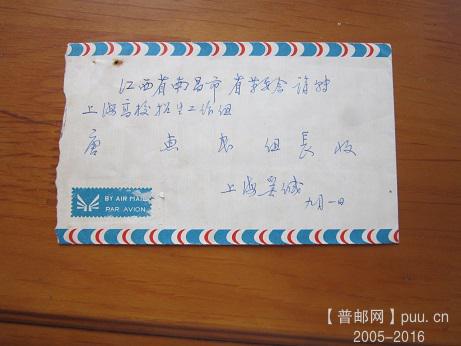 江西省南昌市省革委会请转
上海高校招生工作组
唐 惠 组長收
上海吴缄
九月一日
BY AIR MAIL
PAR AVION
【普邮网】puu.cn
2005-2016